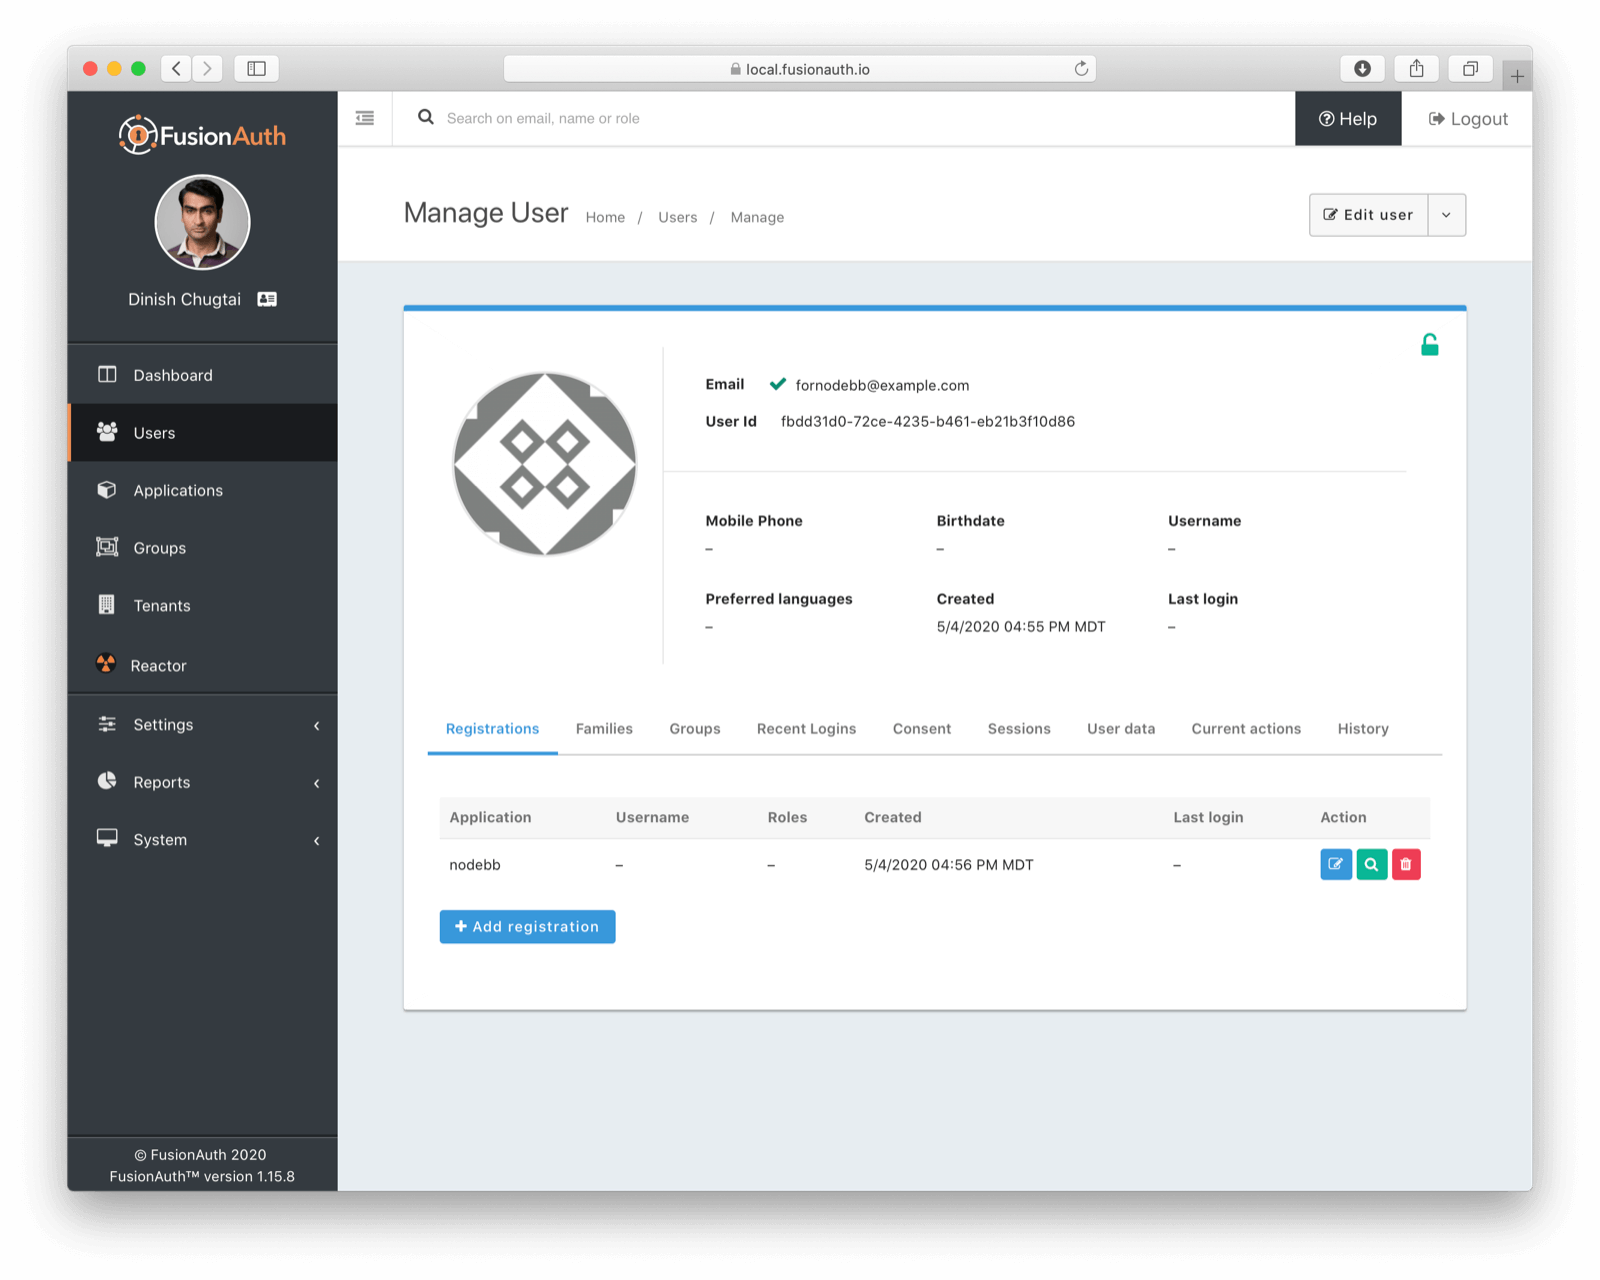 local.fusionauth.io
FusionAuth
Search on email, name or role
Help
Logout
Dinish Chugtai
Manage User Home / Users / Manage
Edit user
Dashboard
Users
Applications
Groups
Tenants
Reactor
Settings
Reports
System
© FusionAuth 2020
FusionAuth™ version 1.15.8
Email fornodebb@example.com
User Id fbdd31d0-72ce-4235-b461-eb21b3f10d86
Mobile Phone Birthdate Username
– – –
Preferred languages Created Last login
– 5/4/2020 04:55 PM MDT –
Registrations Families Groups Recent Logins Consent Sessions User data Current actions History
Application Username Roles Created Last login Action
nodebb – – 5/4/2020 04:56 PM MDT –
+ Add registration